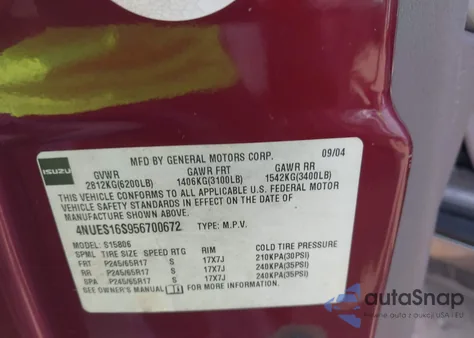 MFD BY GENERAL MOTORS CORP. 09/04
ISUZU
GVWR GAWR FRT GAWR RR
2812KG(6200LB) 1406KG(3100LB) 1542KG(3400LB)
THIS VEHICLE CONFORMS TO ALL APPLICABLE U.S. FEDERAL MOTOR
VEHICLE SAFETY STANDARDS IN EFFECT ON THE DATE OF
MANUFACTURE SHOWN ABOVE.
4NUES16S956700672 TYPE: M.P.V.
MODEL: S15806
SPML TIRE SIZE SPEED RTG RIM COLD TIRE PRESSURE
FRT P245/65R17 S 17X7J 210KPA(30PSI)
RR P245/65R17 S 17X7J 240KPA(35PSI)
SPA P245/65R17 S 17X7J 240KPA(35PSI)
SEE OWNER'S MANUAL FOR MORE INFORMATION.
autoSnap